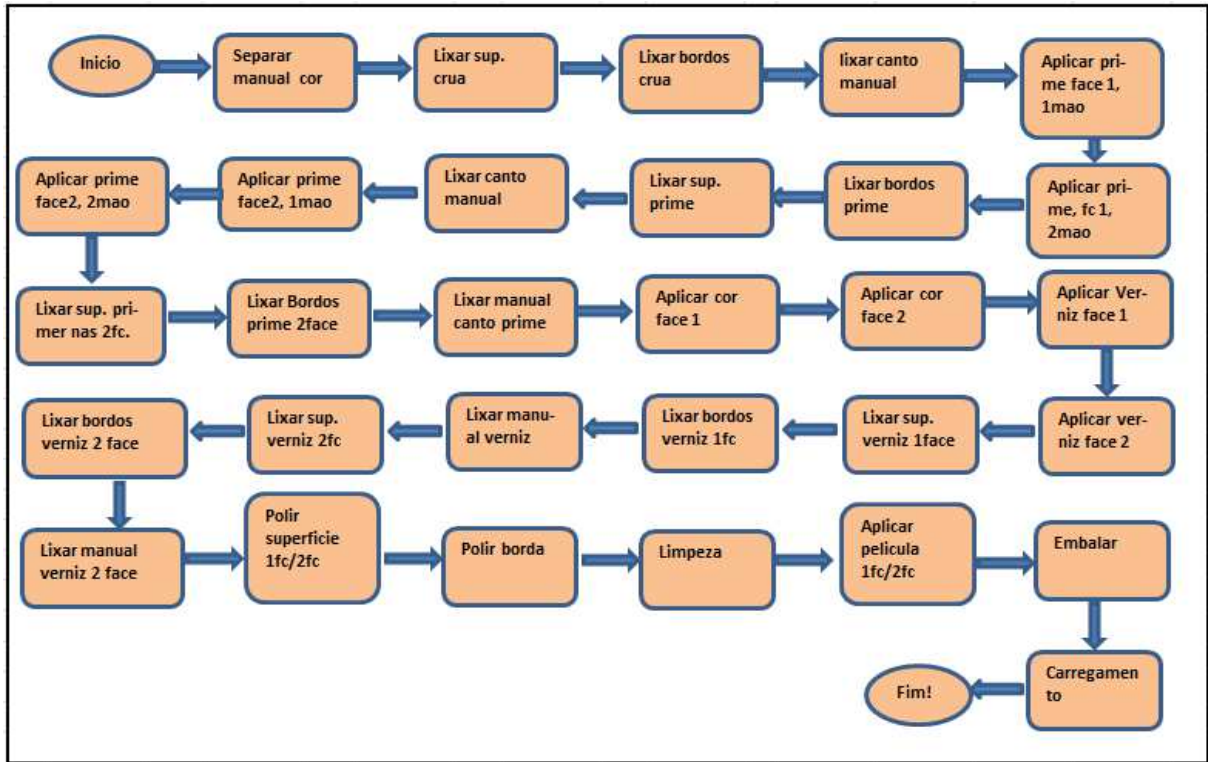 Inicio
Separar
manual cor
Lixar sup.
crua
Lixar bordos
crua
lixar canto
manual
Aplicar pri-
me face 1,
1mao
Aplicar pri-
me, fc 1,
2mao
Lixar bordos
prime
Lixar sup.
prime
Lixar canto
manual
Aplicar prime
face2, 1mao
Aplicar prime
face2, 2mao
Lixar sup. pri-
mer nas 2fc.
Lixar Bordos
prime 2face
Lixar manual
canto prime
Aplicar cor
face 1
Aplicar cor
face 2
Aplicar Ver-
niz face 1
Aplicar ver-
niz face 2
Lixar sup.
verniz 1face
Lixar bordos
verniz 1fc
Lixar manu-
al verniz
Lixar sup.
verniz 2fc
Lixar bordos
verniz 2 face
Lixar manual
verniz 2 face
Polir
superficie
1fc/2fc
Polir borda
Limpeza
Aplicar
pelicula
1fc/2fc
Embalar
Carregamen
to
Fim!